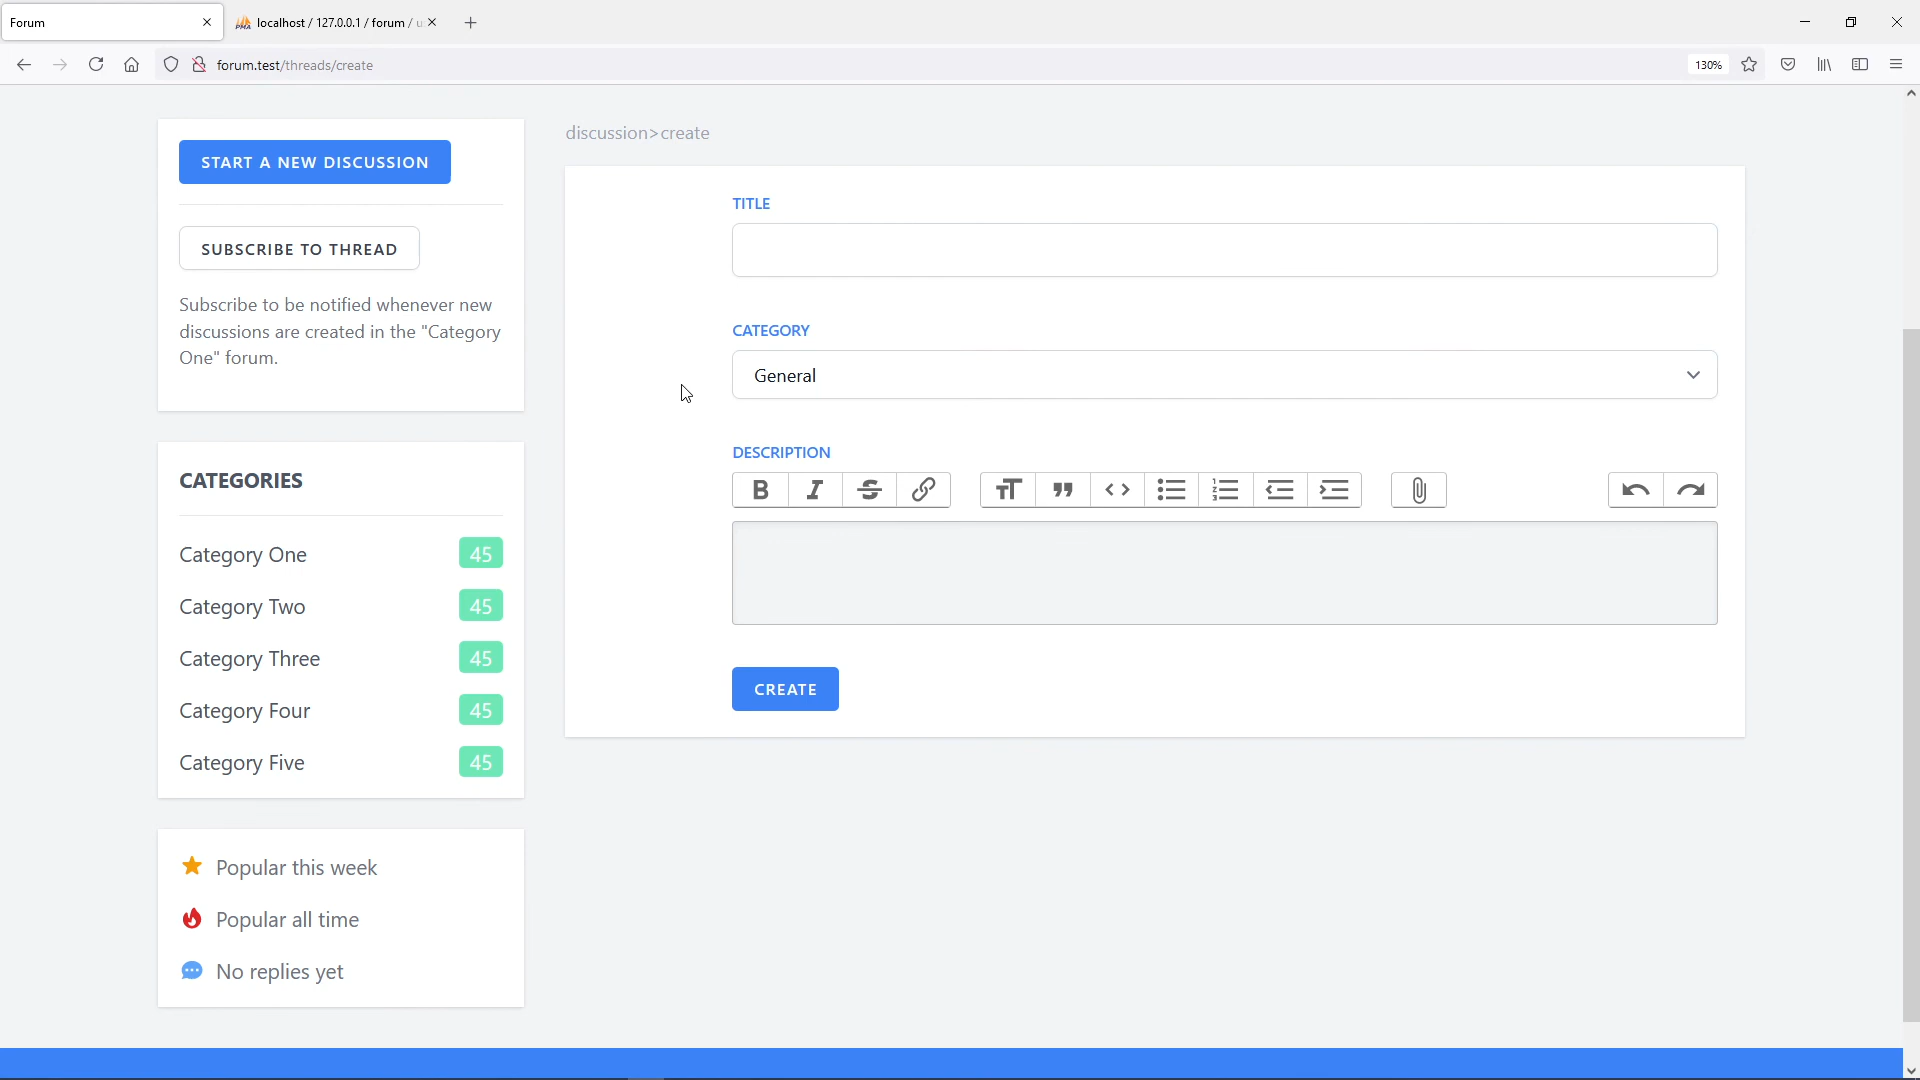 Forum
localhost / 127.0.0.1 / forum / u
forum.test/threads/create
130%
START A NEW DISCUSSION
SUBSCRIBE TO THREAD
Subscribe to be notified whenever new
discussions are created in the "Category
One" forum.
CATEGORIES
Category One 45
Category Two 45
Category Three 45
Category Four 45
Category Five 45
Popular this week
Popular all time
No replies yet
discussion>create
TITLE
CATEGORY
General
DESCRIPTION
CREATE